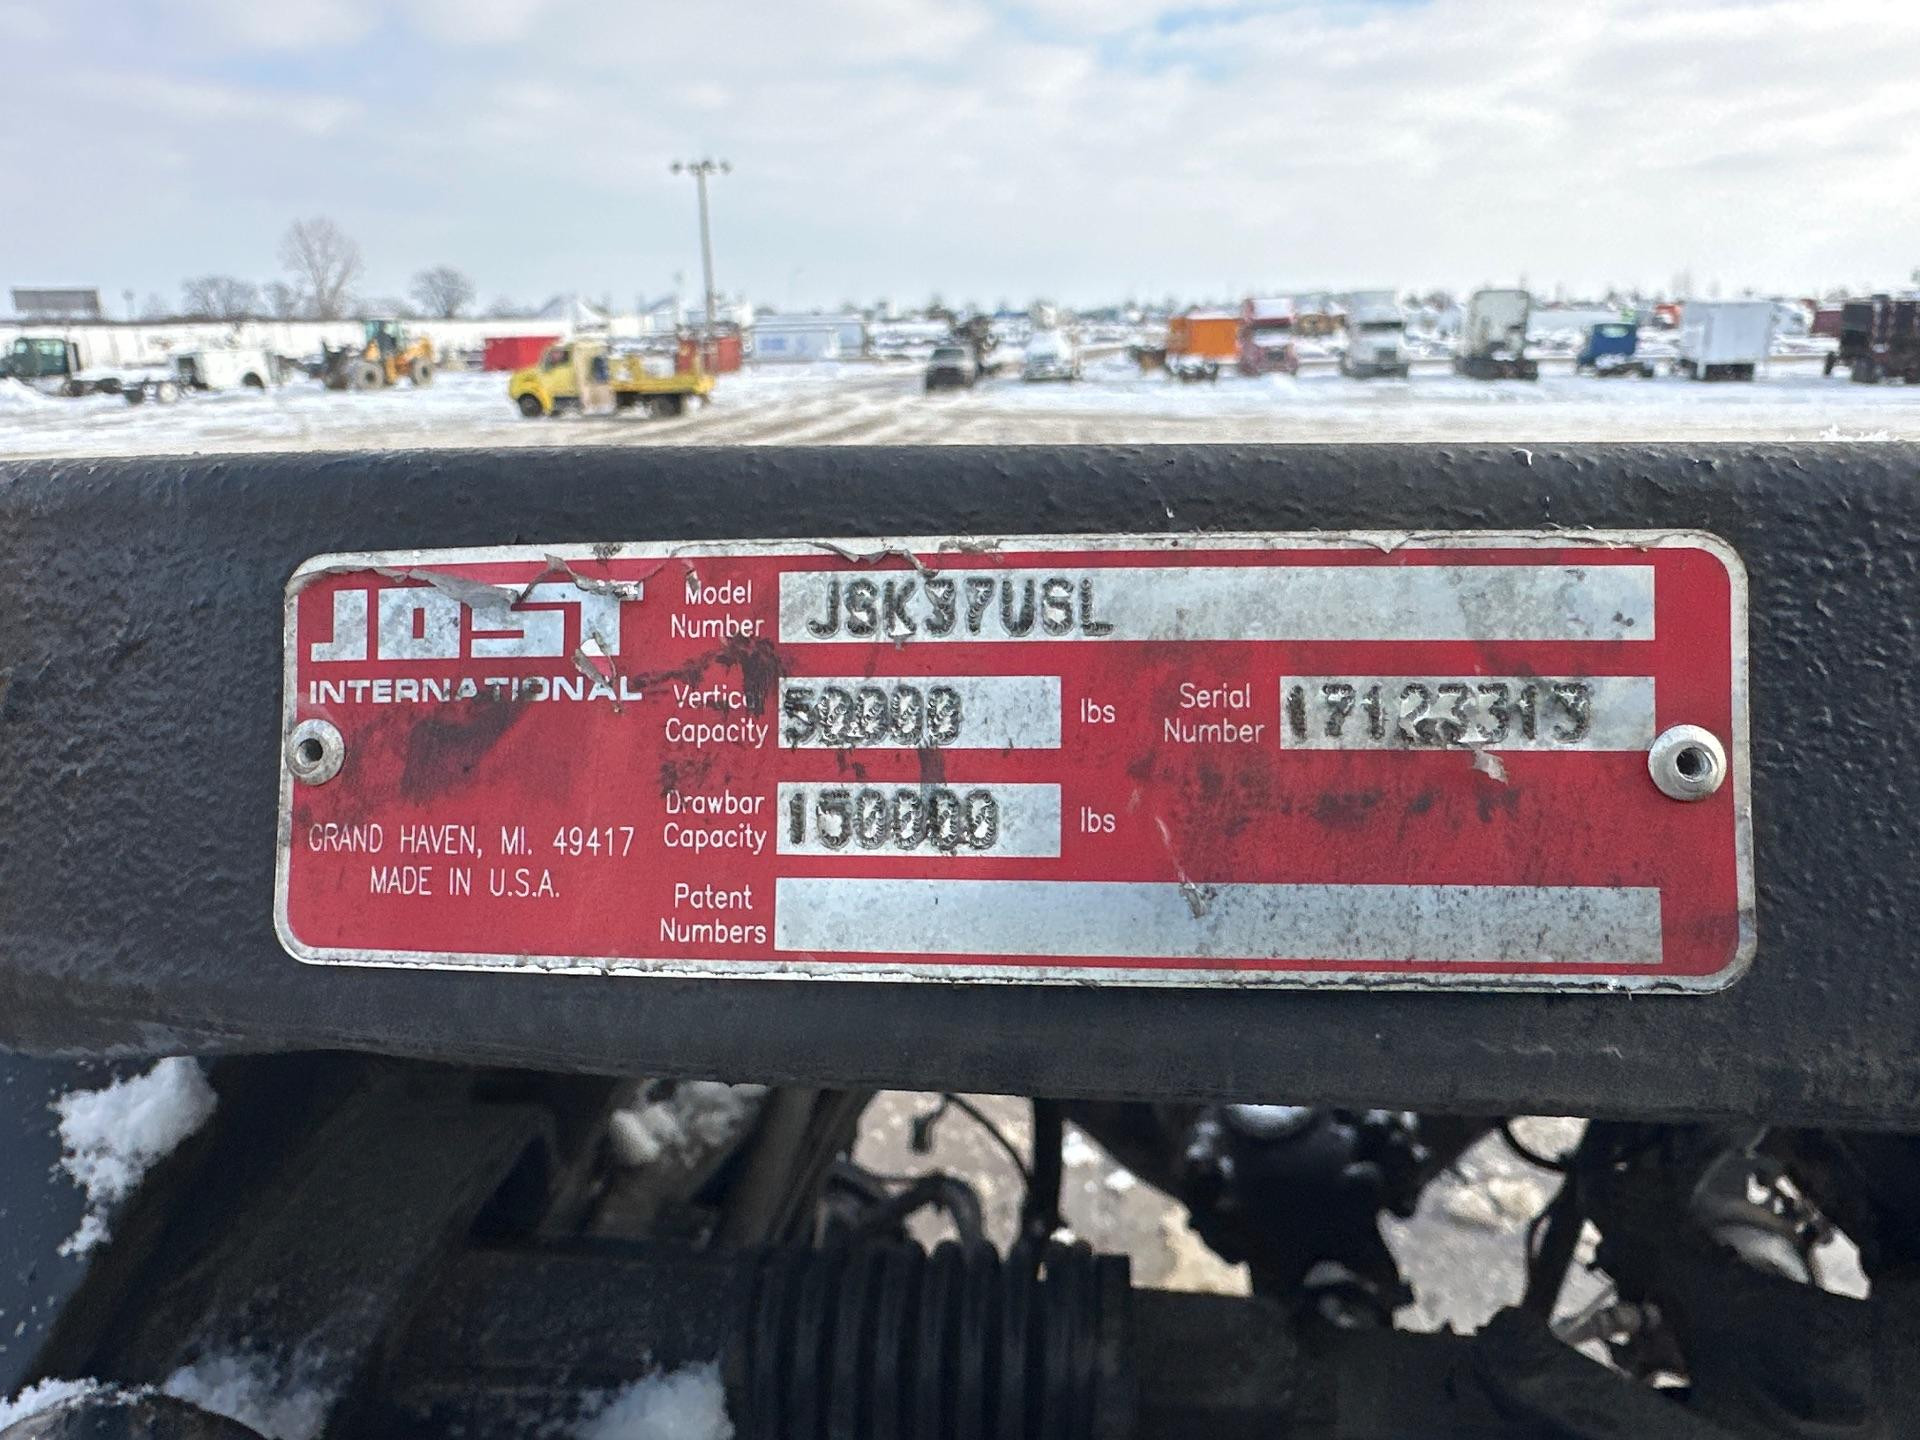 JOST
INTERNATIONAL
GRAND HAVEN, MI. 49417
MADE IN U.S.A.
Model
Number
JSK37USL
Vertical
Capacity
50000
lbs
Serial
Number
17123313
Drawbar
Capacity
150000
lbs
Patent
Numbers